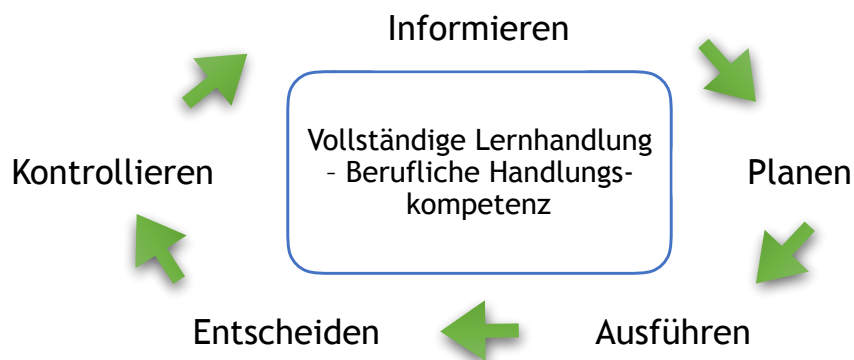 Informieren
Vollständige Lernhandlung
– Berufliche Handlungs-
kompetenz
Kontrollieren
Planen
Entscheiden
Ausführen